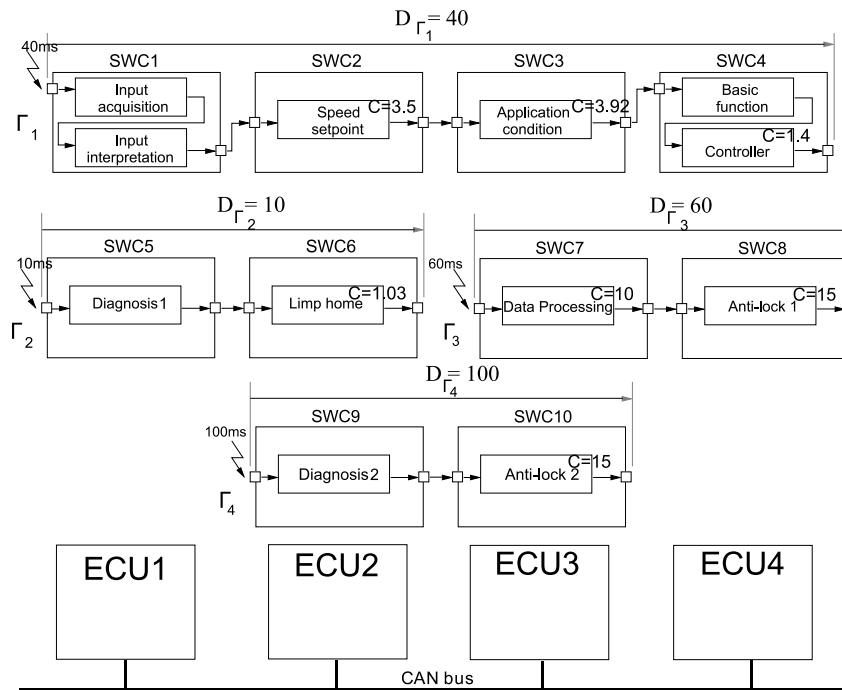 D Γ1 = 40
40ms
SWC1 SWC2 SWC3 SWC4
Input acquisition
Speed setpoint
C=3.5
Application condition
C=3.92
Basic function
Γ1
Input interpretation
Controller
C=1.4
D Γ2 = 10
D Γ3 = 60
SWC5 SWC6 SWC7 SWC8
10ms
60ms
Diagnosis1
Limp home
C=1.03
Data Processing
C=10
Anti-lock 1
C=15
Γ2
Γ3
D Γ4 = 100
SWC9 SWC10
100ms
Diagnosis2
Anti-lock 2
C=15
Γ4
ECU1 ECU2 ECU3 ECU4
CAN bus